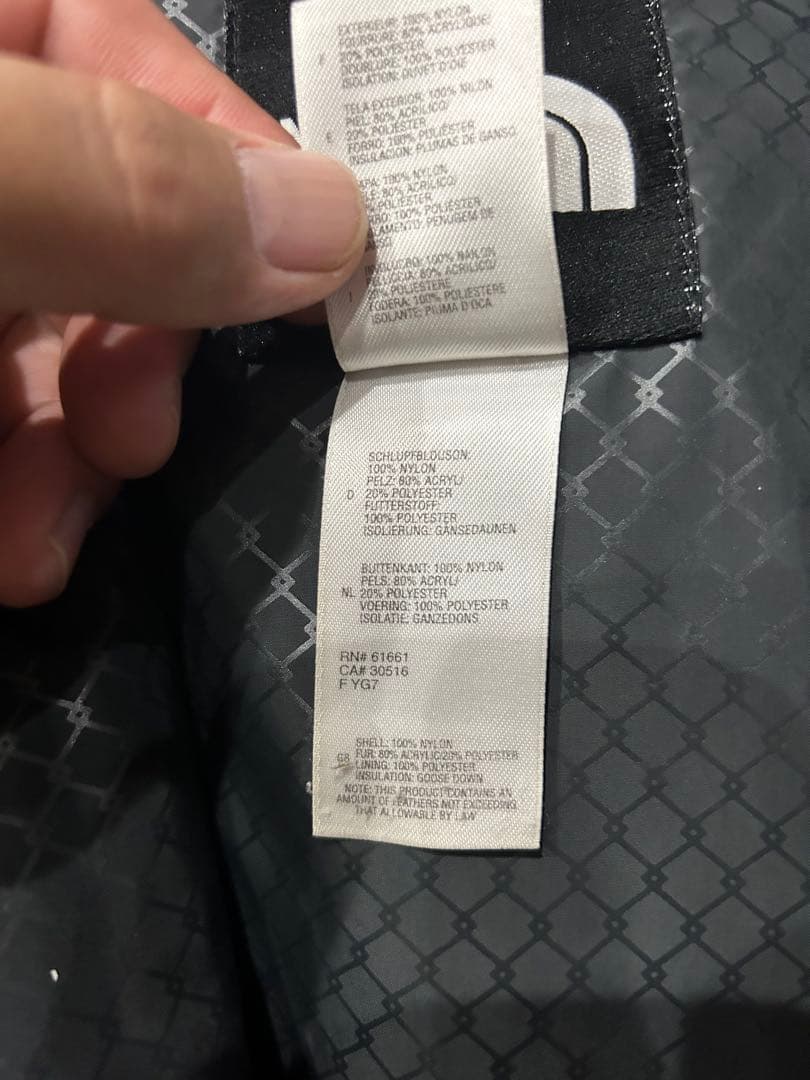 EXTERIEUR: 100% NYLON
FOURRURE: 80% ACRYLIQUE/
F 20% POLYESTER
DOUBLURE: 100% POLYESTER
ISOLATION: DUVET D'OIE
TELA EXTERIOR: 100% NILON
PIEL: 80% ACRILICO/
E 20% POLIÉSTER
FORRO: 100% POLIÉSTER
INSULACION: PLUMAS DE GANSO
100% NYLON
80% ACRILICO/
POLIESTER
100% POLIESTER
PENUGEM DE
INVOLUCRO: 100% NAILON
PELLICCIA: 80% ACRILICO/
I 20% POLIESTERE
FODERA: 100% POLIESTERE
ISOLANTE: PIUMA D'OCA
SCHLUPFBLOUSON:
100% NYLON
PELZ: 80% ACRYL/
D 20% POLYESTER
FUTTERSTOFF:
100% POLYESTER
ISOLIERUNG: GANSEDAUNEN
BUITENKANT: 100% NYLON
PELS: 80% ACRYL/
NL 20% POLYESTER
VOERING: 100% POLYESTER
ISOLATIE: GANZEDONS
RN# 61661
CA# 30516
F YG7
SHELL: 100% NYLON
GB FUR: 80% ACRYLIC/20% POLYESTER
LINING: 100% POLYESTER
INSULATION: GOOSE DOWN
NOTE: THIS PRODUCT CONTAINS AN
AMOUNT OF FEATHERS NOT EXCEEDING
THAT ALLOWABLE BY LAW